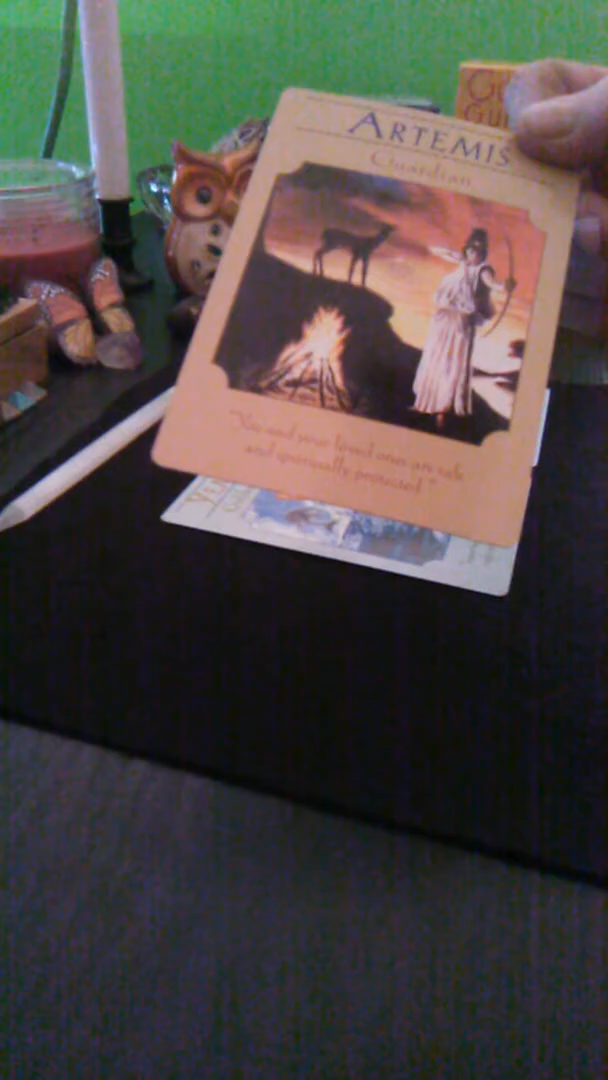 ARTEMIS
Guardian
"You and your loved ones are safe
and spiritually protected."